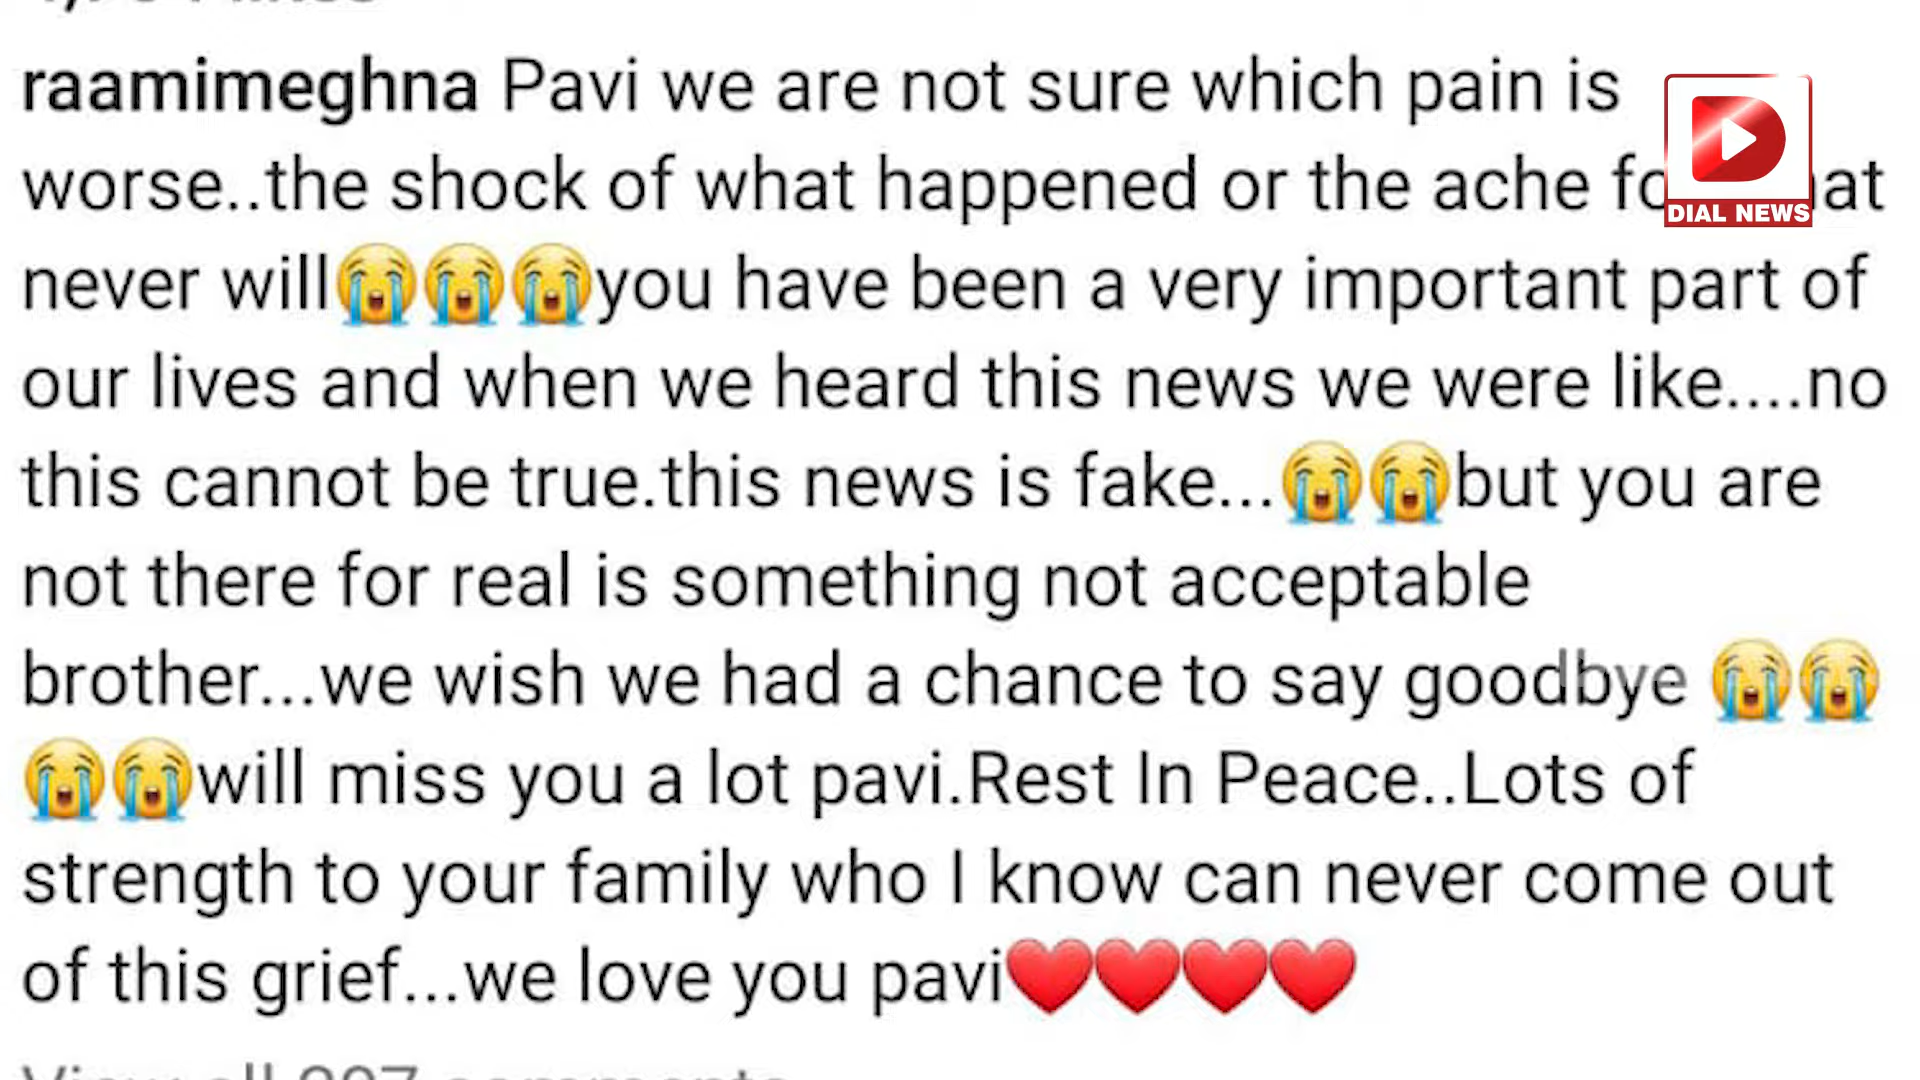 raamimeghna Pavi we are not sure which pain is
worse..the shock of what happened or the ache
never will😭😭😭you have been a very important part of
our lives and when we heard this news we were like....no
this cannot be true.this news is fake...😭😭but you are
not there for real is something not acceptable
brother...we wish we had a chance to say goodbye 😭😭
😭😭will miss you a lot pavi.Rest In Peace..Lots of
strength to your family who I know can never come out
of this grief...we love you pavi❤️❤️❤️❤️
View all 207 comments
DIAL NEWS